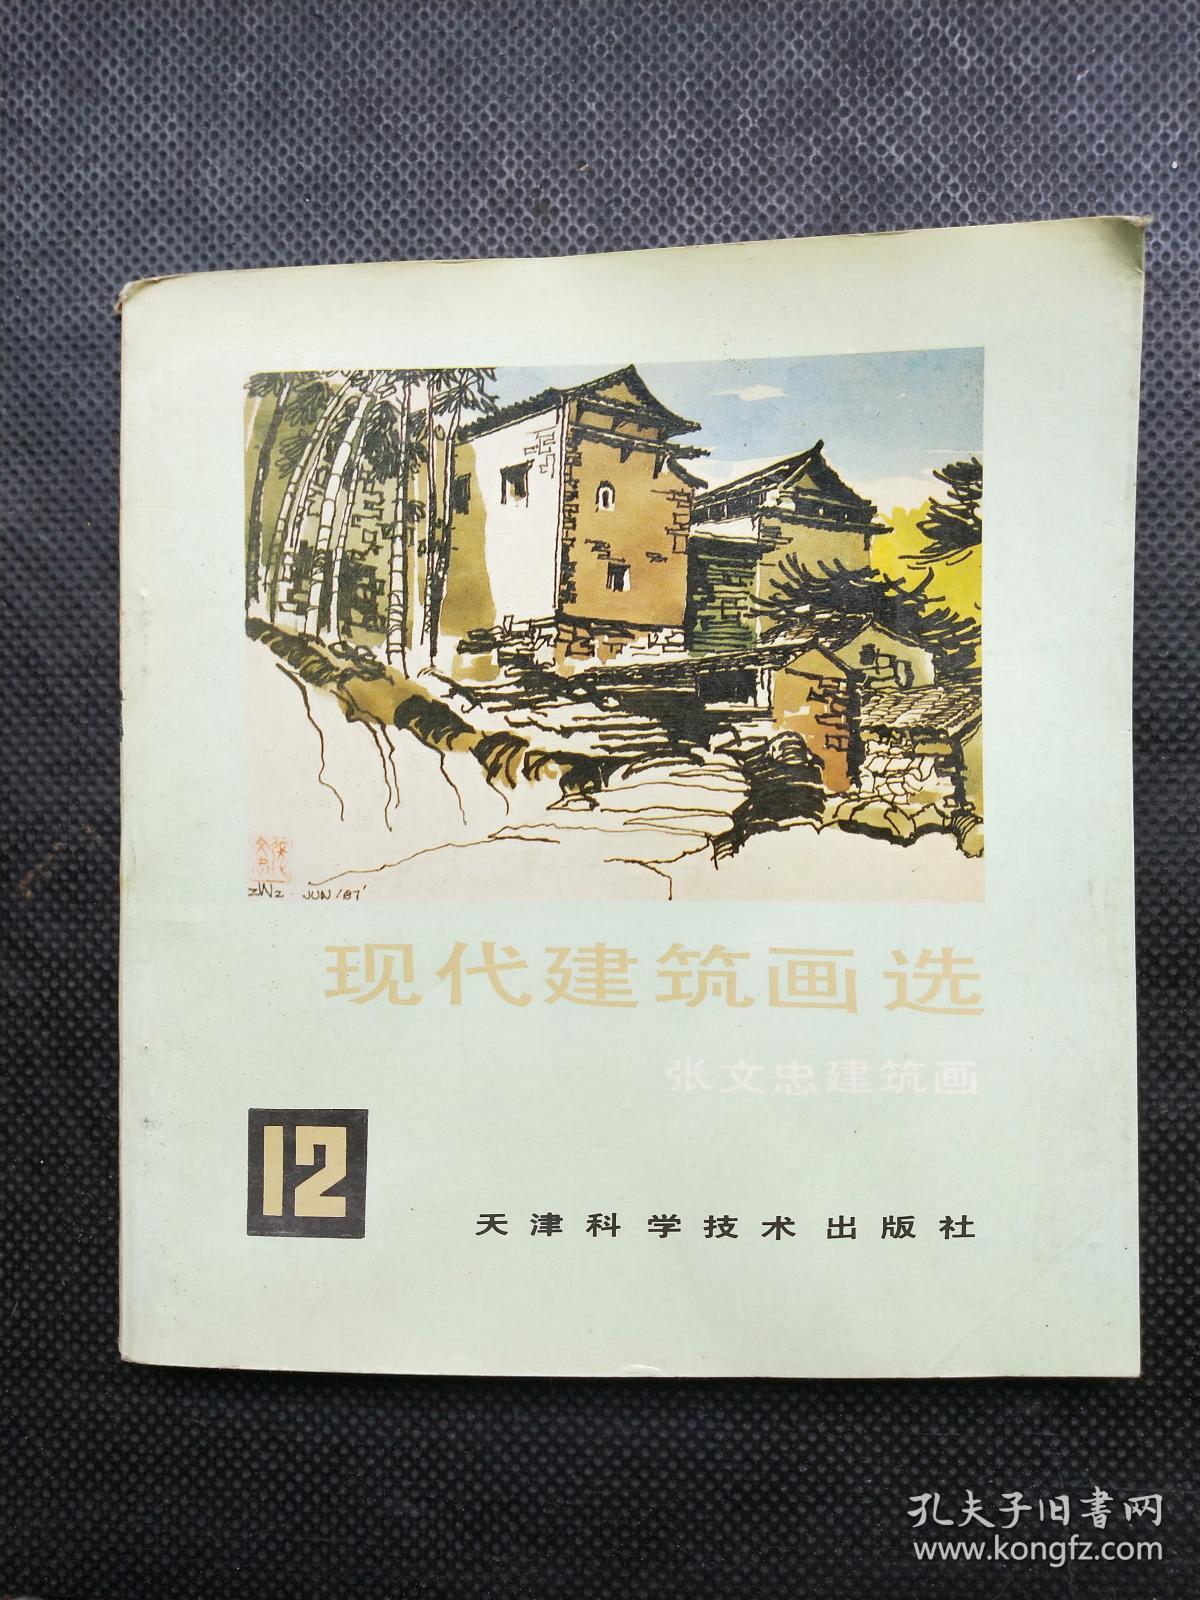 ZWZ. JUN/87'
现代建筑画选
张文忠建筑画
12
天津科学技术出版社
孔夫子旧书网
www.kongfz.com